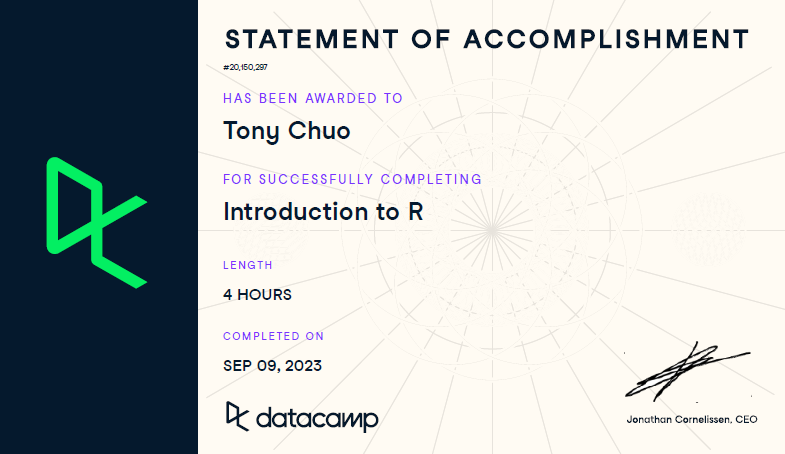 STATEMENT OF ACCOMPLISHMENT
#20,150,297
HAS BEEN AWARDED TO
Tony Chuo
FOR SUCCESSFULLY COMPLETING
Introduction to R
LENGTH
4 HOURS
COMPLETED ON
SEP 09, 2023
datacamp
Jonathan Cornelissen, CEO